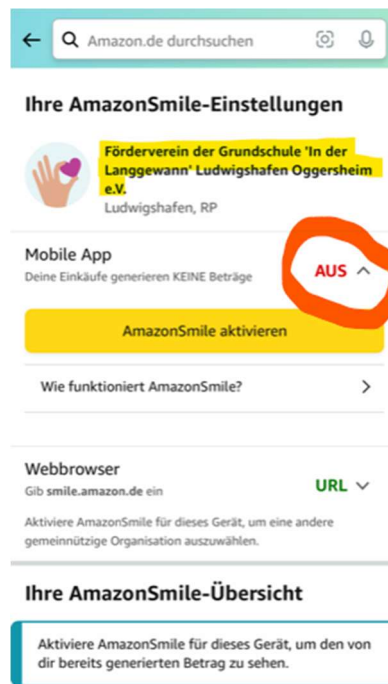 Amazon.de durchsuchen
Ihre AmazonSmile-Einstellungen
Förderverein der Grundschule 'In der
Langgewann' Ludwigshafen Oggersheim
e.V.
Ludwigshafen, RP
Mobile App
Deine Einkäufe generieren KEINE Beträge
AUS
AmazonSmile aktivieren
Wie funktioniert AmazonSmile?
Webbrowser
Gib smile.amazon.de ein
URL
Aktiviere AmazonSmile für dieses Gerät, um eine andere
gemeinnützige Organisation auszuwählen.
Ihre AmazonSmile-Übersicht
Aktiviere AmazonSmile für dieses Gerät, um den von
dir bereits generierten Betrag zu sehen.